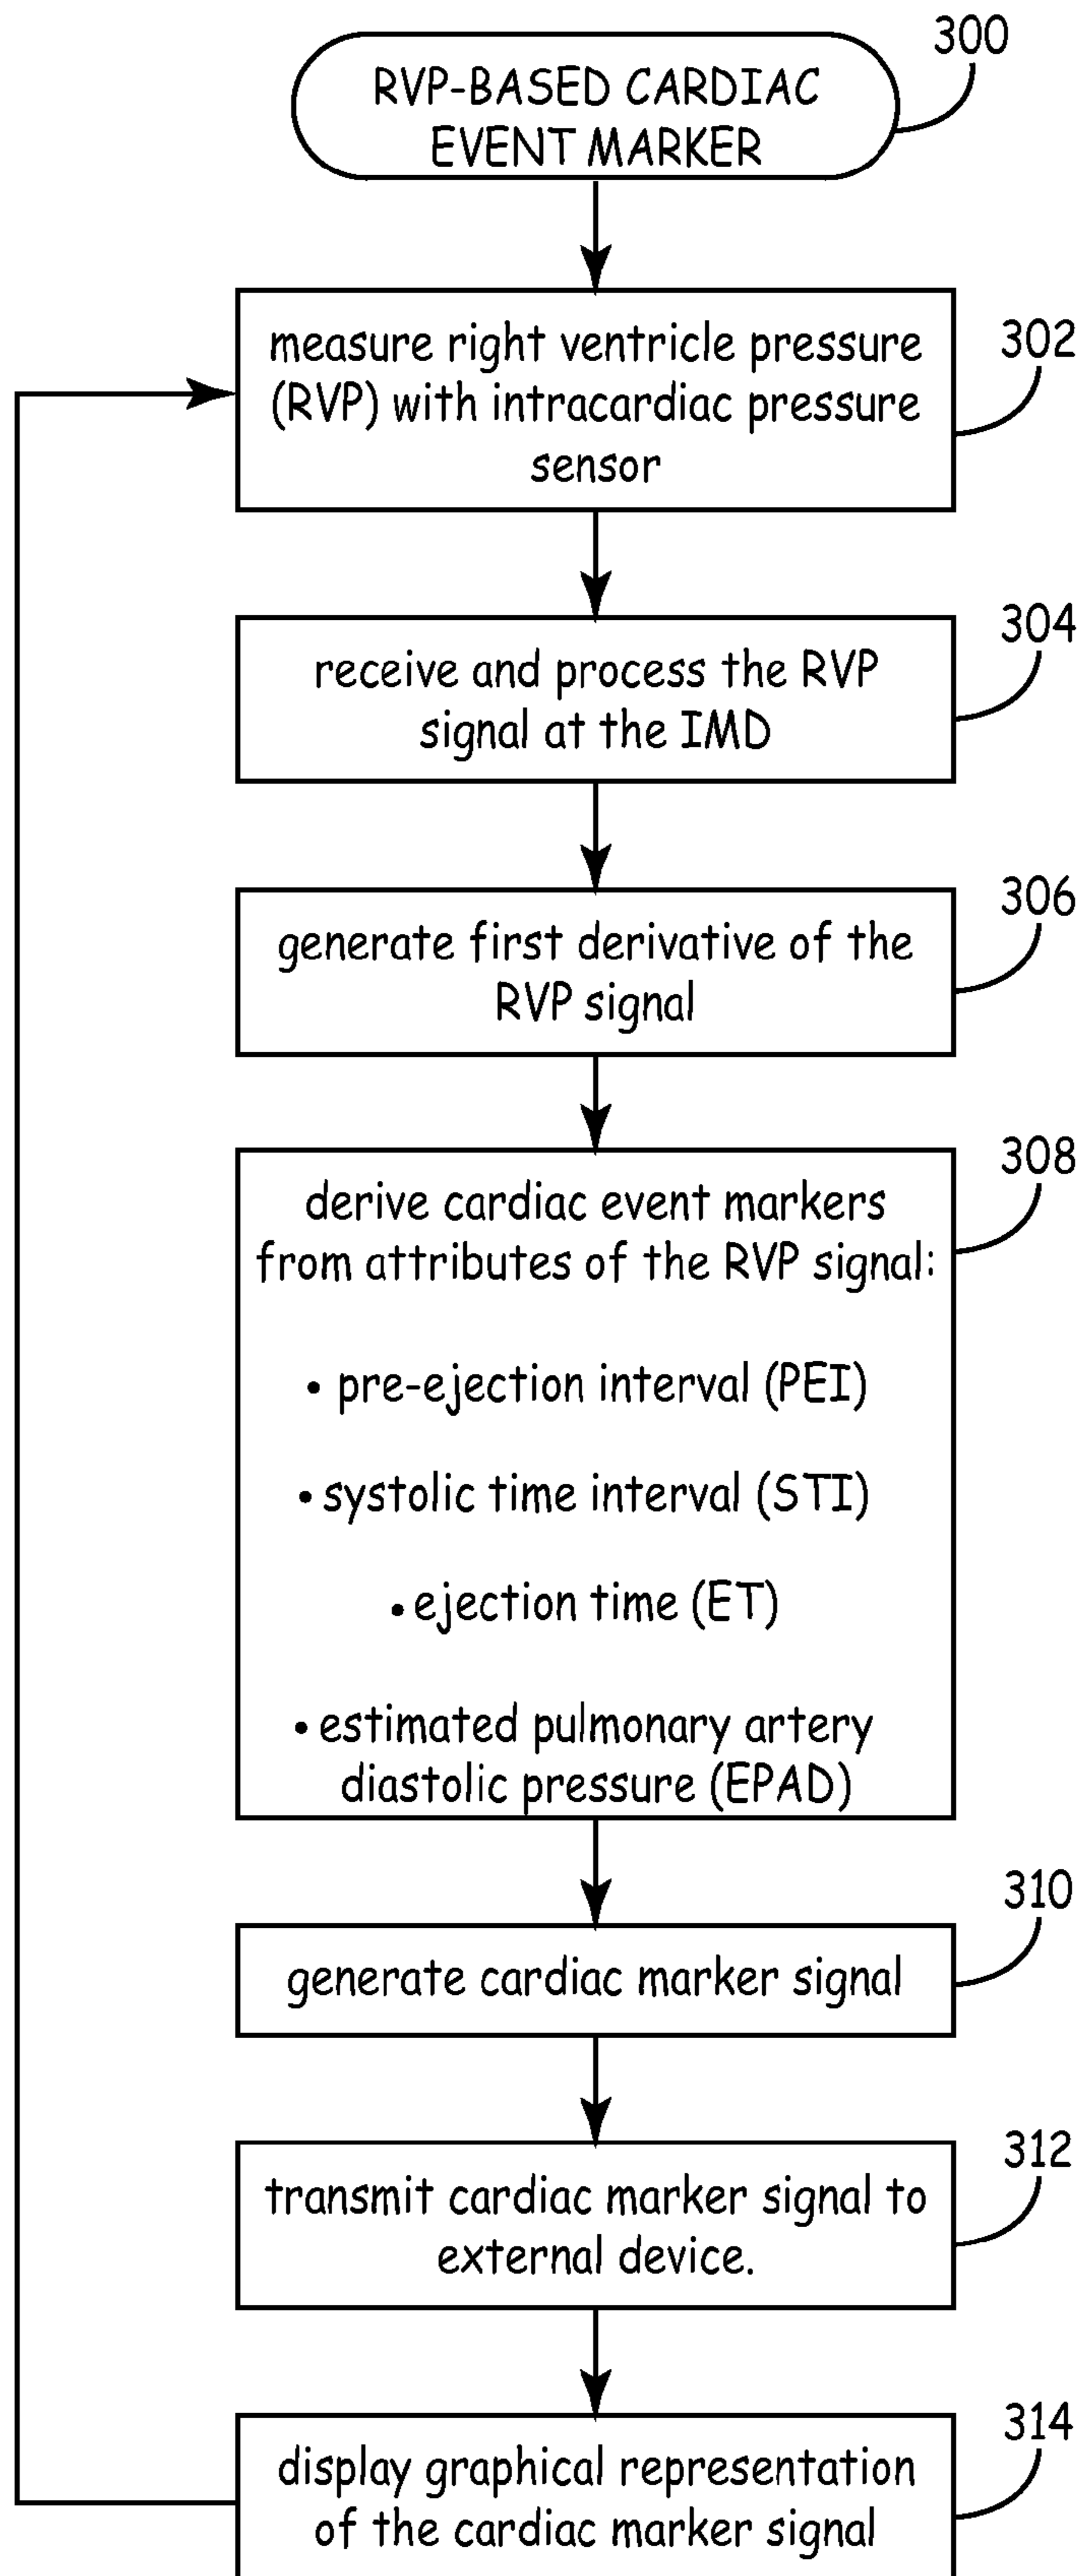 300
RVP-BASED CARDIAC
EVENT MARKER
302
measure right ventricle pressure
(RVP) with intracardiac pressure
sensor
304
receive and process the RVP
signal at the IMD
306
generate first derivative of the
RVP signal
308
derive cardiac event markers
from attributes of the RVP signal:
• pre-ejection interval (PEI)
• systolic time interval (STI)
• ejection time (ET)
• estimated pulmonary artery
diastolic pressure (EPAD)
310
generate cardiac marker signal
312
transmit cardiac marker signal to
external device.
314
display graphical representation
of the cardiac marker signal